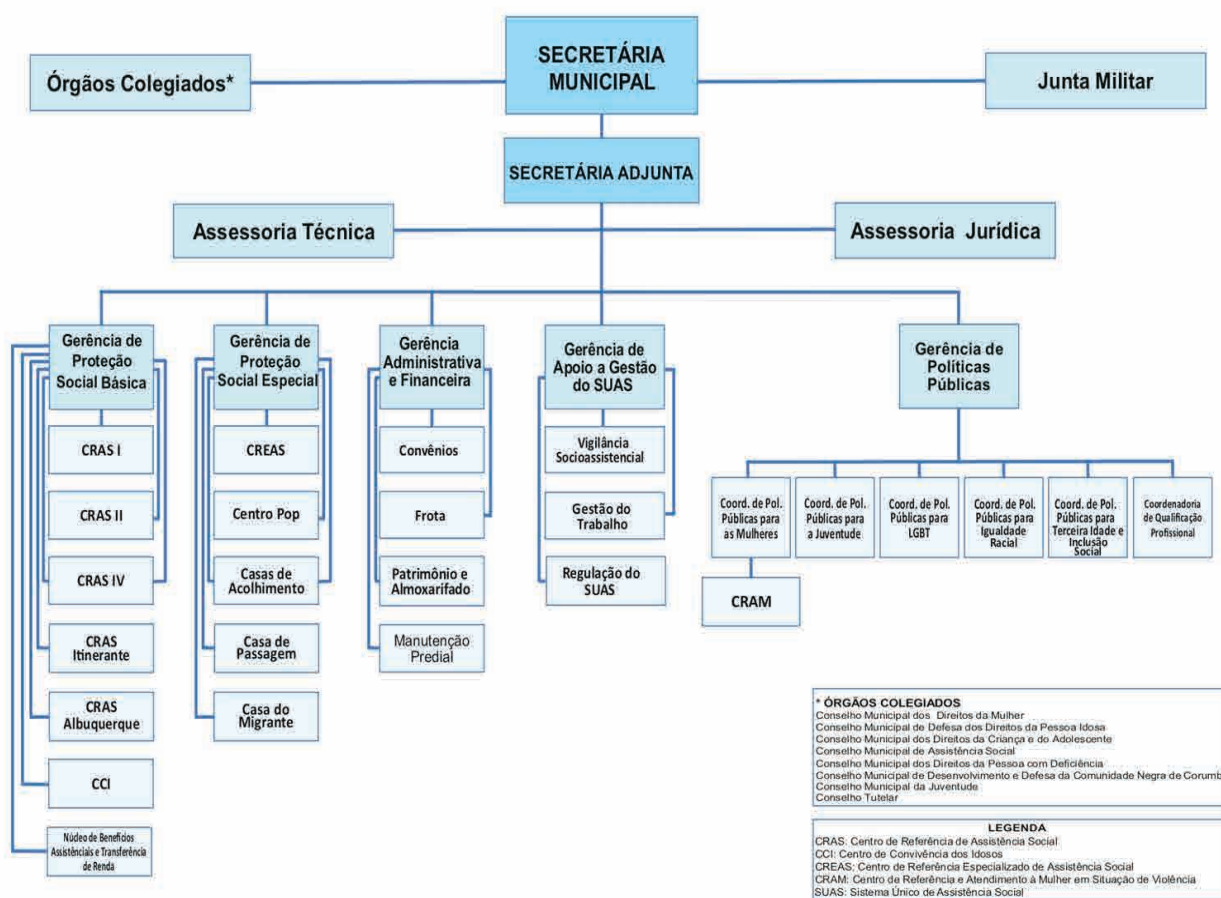 SECRETÁRIA
MUNICIPAL
Órgãos Colegiados*
Junta Militar
SECRETÁRIA ADJUNTA
Assessoria Técnica
Assessoria Jurídica
Gerência de
Proteção
Social Básica
Gerência de
Proteção
Social Especial
Gerência
Administrativa
e Financeira
Gerência de
Apoio a Gestão
do SUAS
Gerência de
Políticas
Públicas
CRAS I
CRAS II
CRAS IV
CRAS
Itinerante
CRAS
Albuquerque
CCI
Núcleo de Benefícios
Assistênciais e Transferência
de Renda
CREAS
Centro Pop
Casas de
Acolhimento
Casa de
Passagem
Casa do
Migrante
Convênios
Frota
Patrimônio e
Almoxarifado
Manutenção
Predial
Vigilância
Socioassistencial
Gestão do
Trabalho
Regulação do
SUAS
Coord. de Pol.
Públicas para
as Mulheres
Coord. de Pol.
Públicas para
a Juventude
Coord. de Pol.
Públicas para
LGBT
Coord. de Pol.
Públicas para
Igualdade
Racial
Coord. de Pol.
Públicas para
Terceira Idade e
Inclusão
Social
Coordenadoria
de Qualificação
Profissional
CRAM
* ÓRGÃOS COLEGIADOS
Conselho Municipal dos Direitos da Mulher
Conselho Municipal de Defesa dos Direitos da Pessoa Idosa
Conselho Municipal dos Direitos da Criança e do Adolescente
Conselho Municipal de Assistência Social
Conselho Municipal dos Direitos da Pessoa com Deficiência
Conselho Municipal de Desenvolvimento e Defesa da Comunidade Negra de Corumb
Conselho Municipal da Juventude
Conselho Tutelar
LEGENDA
CRAS: Centro de Referência de Assistência Social
CCI: Centro de Convivência dos Idosos
CREAS: Centro de Referência Especializado de Assistência Social
CRAM: Centro de Referência e Atendimento à Mulher em Situação de Violência
SUAS: Sistema Único de Assistência Social